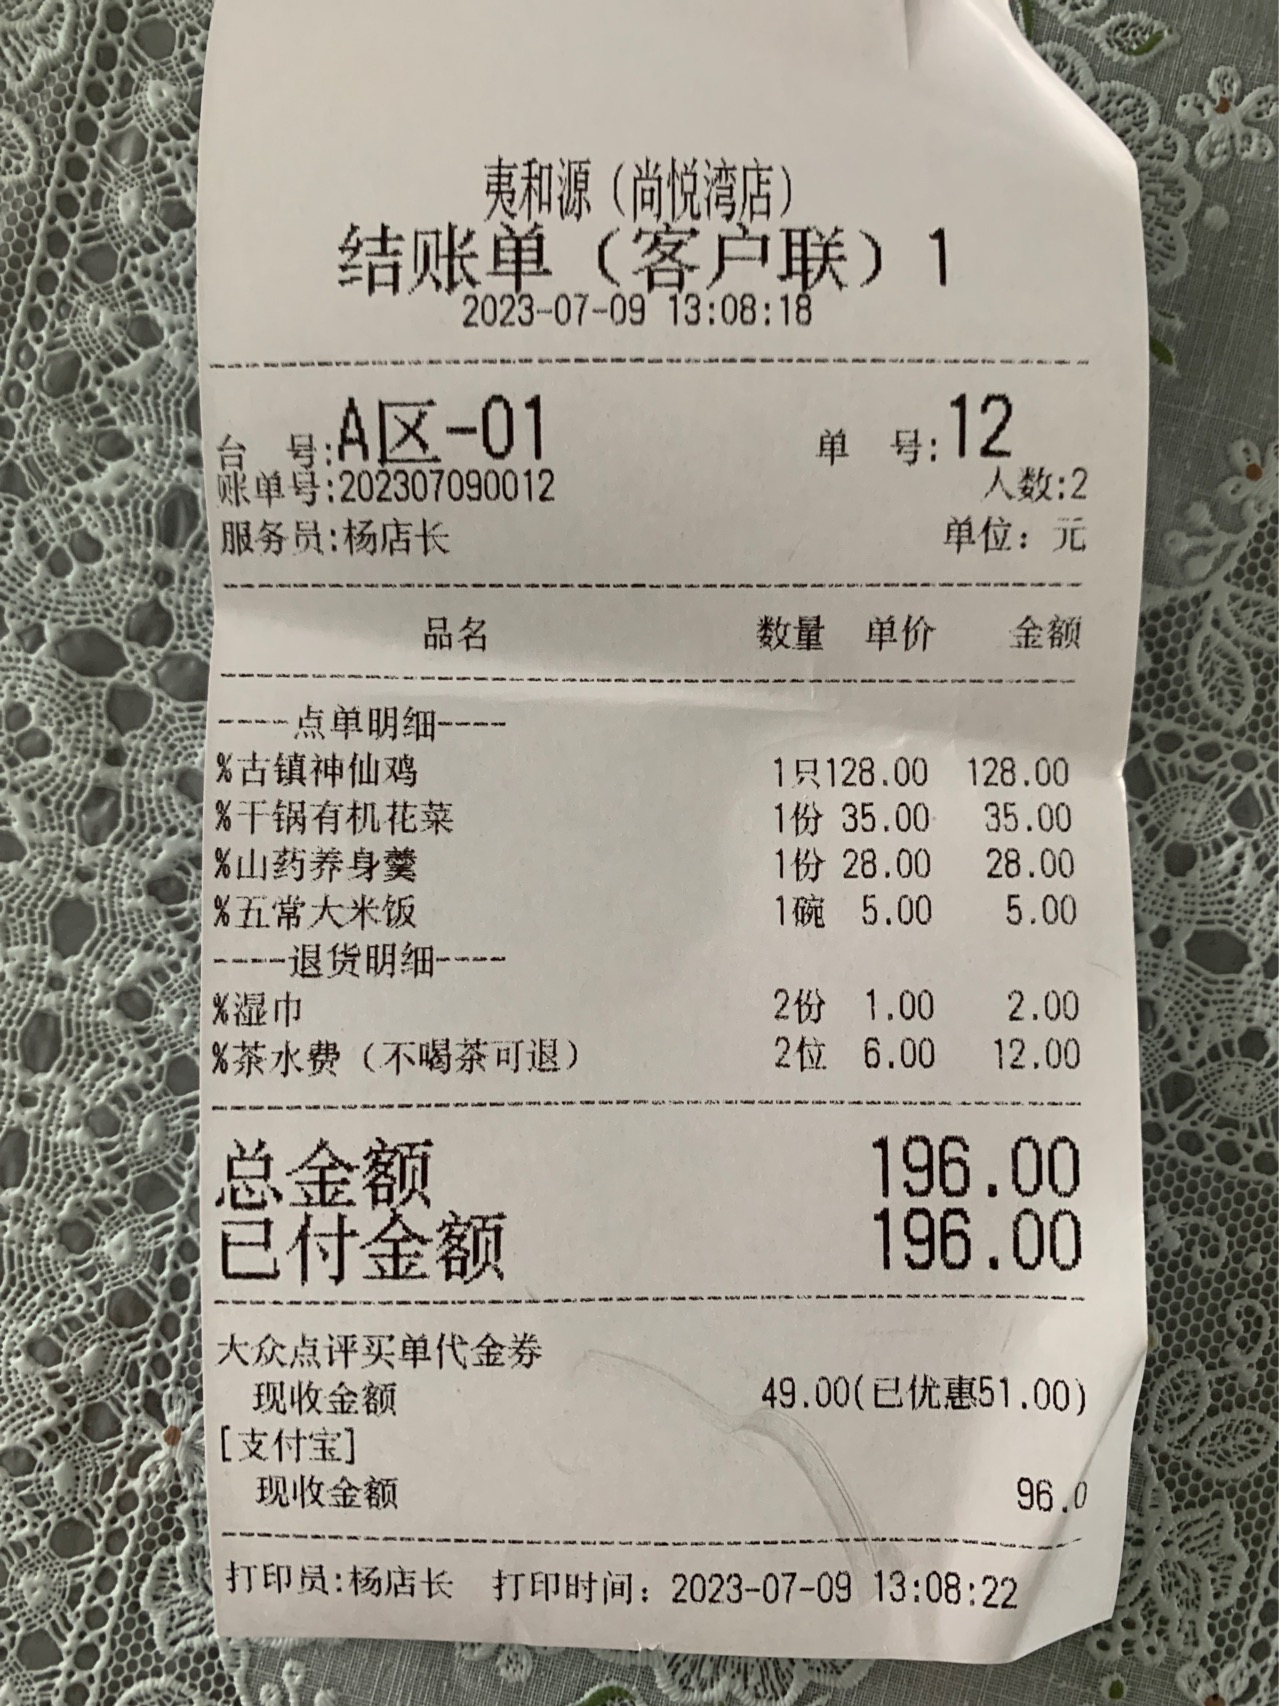 夷和源（尚悦湾店）
结账单（客户联）1
2023-07-09 13:08:18
台 号:A区-01 单 号:12
账单号:202307090012 人数:2
服务员:杨店长 单位：元
品名 数量 单价 金额
----点单明细----
%古镇神仙鸡 1只128.00 128.00
%干锅有机花菜 1份 35.00 35.00
%山药养身羹 1份 28.00 28.00
%五常大米饭 1碗 5.00 5.00
----退货明细----
%湿巾 2份 1.00 2.00
%茶水费（不喝茶可退） 2位 6.00 12.00
总金额 196.00
已付金额 196.00
大众点评买单代金券
现收金额 49.00(已优惠51.00)
[支付宝]
现收金额 96.0
打印员:杨店长 打印时间：2023-07-09 13:08:22